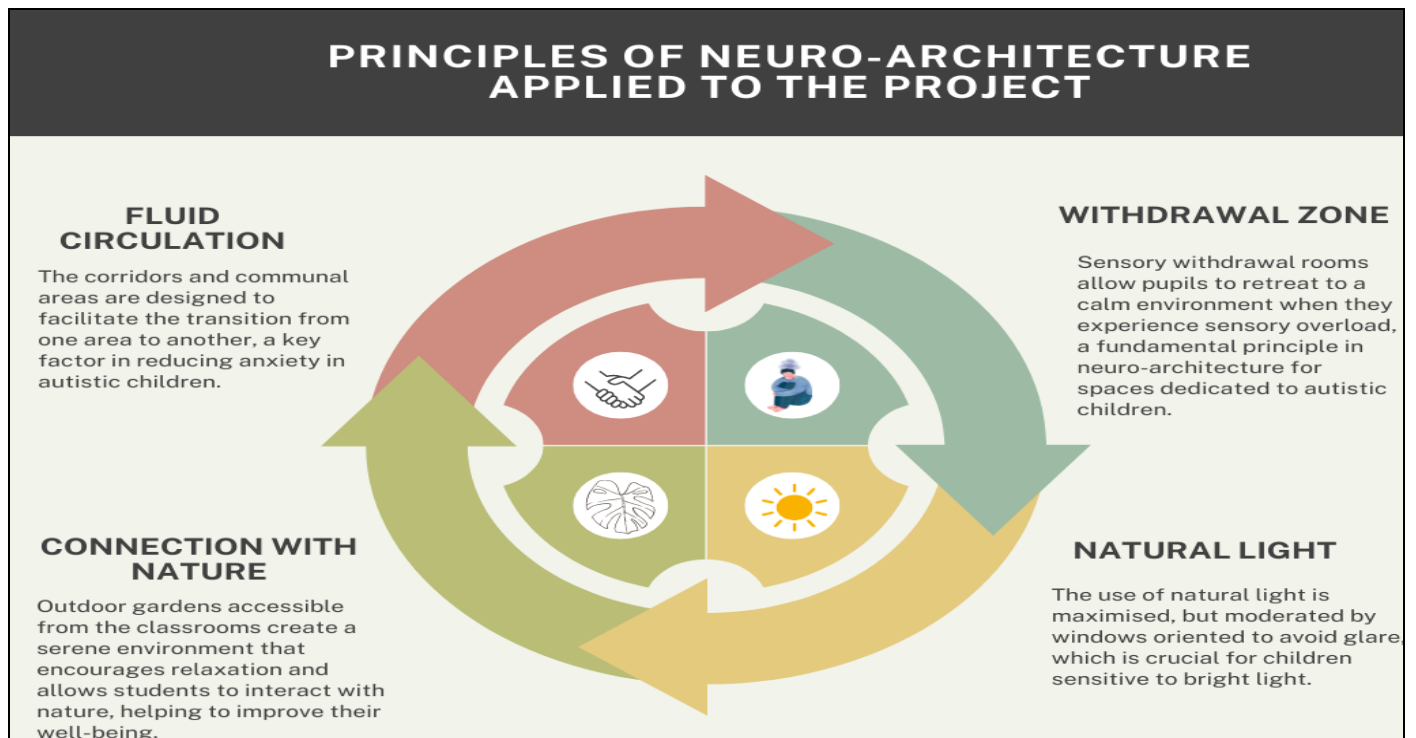 PRINCIPLES OF NEURO-ARCHITECTURE
APPLIED TO THE PROJECT
FLUID
CIRCULATION
The corridors and communal
areas are designed to
facilitate the transition from
one area to another, a key
factor in reducing anxiety in
autistic children.
WITHDRAWAL ZONE
Sensory withdrawal rooms
allow pupils to retreat to a
calm environment when they
experience sensory overload,
a fundamental principle in
neuro-architecture for
spaces dedicated to autistic
children.
CONNECTION WITH
NATURE
Outdoor gardens accessible
from the classrooms create a
serene environment that
encourages relaxation and
allows students to interact with
nature, helping to improve their
well-being.
NATURAL LIGHT
The use of natural light is
maximised, but moderated by
windows oriented to avoid glare,
which is crucial for children
sensitive to bright light.